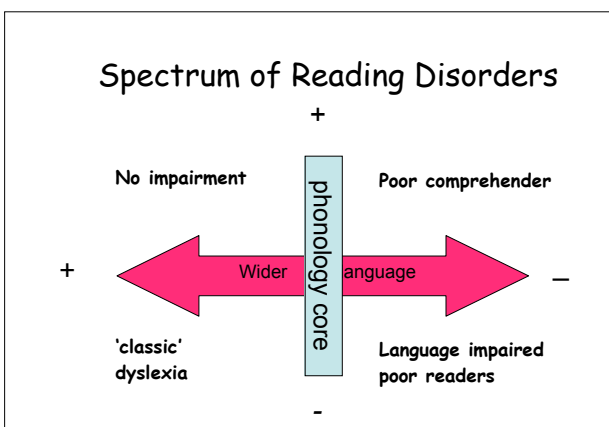 Spectrum of Reading Disorders
+
No impairment
Poor comprehender
phonology core
+
Wider anguage
–
‘classic’
dyslexia
Language impaired
poor readers
-